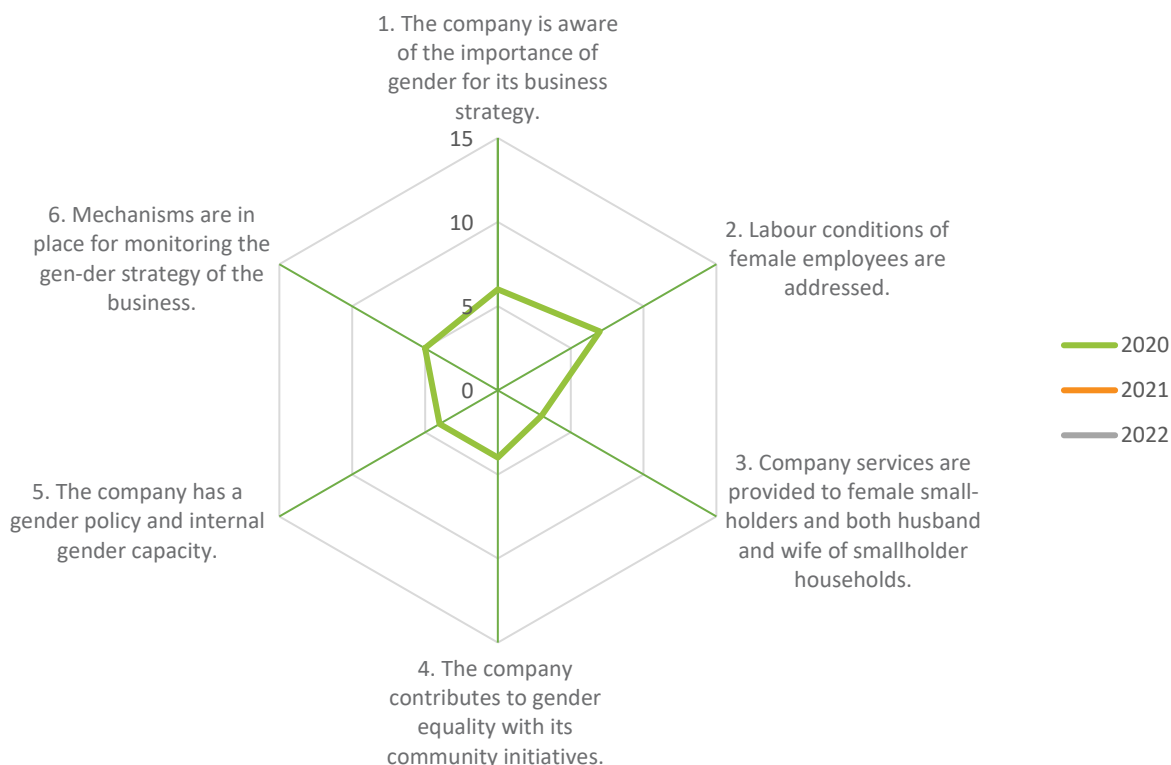 1. The company is aware
of the importance of
gender for its business
strategy.
15
10
5
0
2. Labour conditions of
female employees are
addressed.
3. Company services are
provided to female small-
holders and both husband
and wife of smallholder
households.
4. The company
contributes to gender
equality with its
community initiatives.
5. The company has a
gender policy and internal
gender capacity.
6. Mechanisms are in
place for monitoring the
gen-der strategy of the
business.
2020
2021
2022